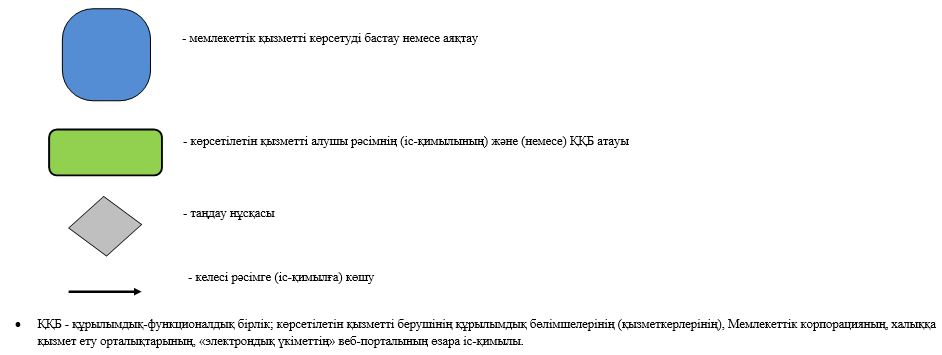 - мемлекеттік қызметті көрсетуді бастау немесе аяқтау
- көрсетілетін қызметті алушы рәсімнің (іс-қимылының) және (немесе) ҚҚБ атауы
- таңдау нұсқасы
- келесі рәсімге (іс-қимылға) көшу
• ҚҚБ - құрылымдық-функционалдық бірлік; көрсетілетін қызметті берушінің құрылымдық бөлімшелерінің (қызметкерлерінің), Мемлекеттік корпорацияның, халыққа
қызмет ету орталықтарының, «электрондық үкіметтің» веб-порталының өзара іс-қимылы.